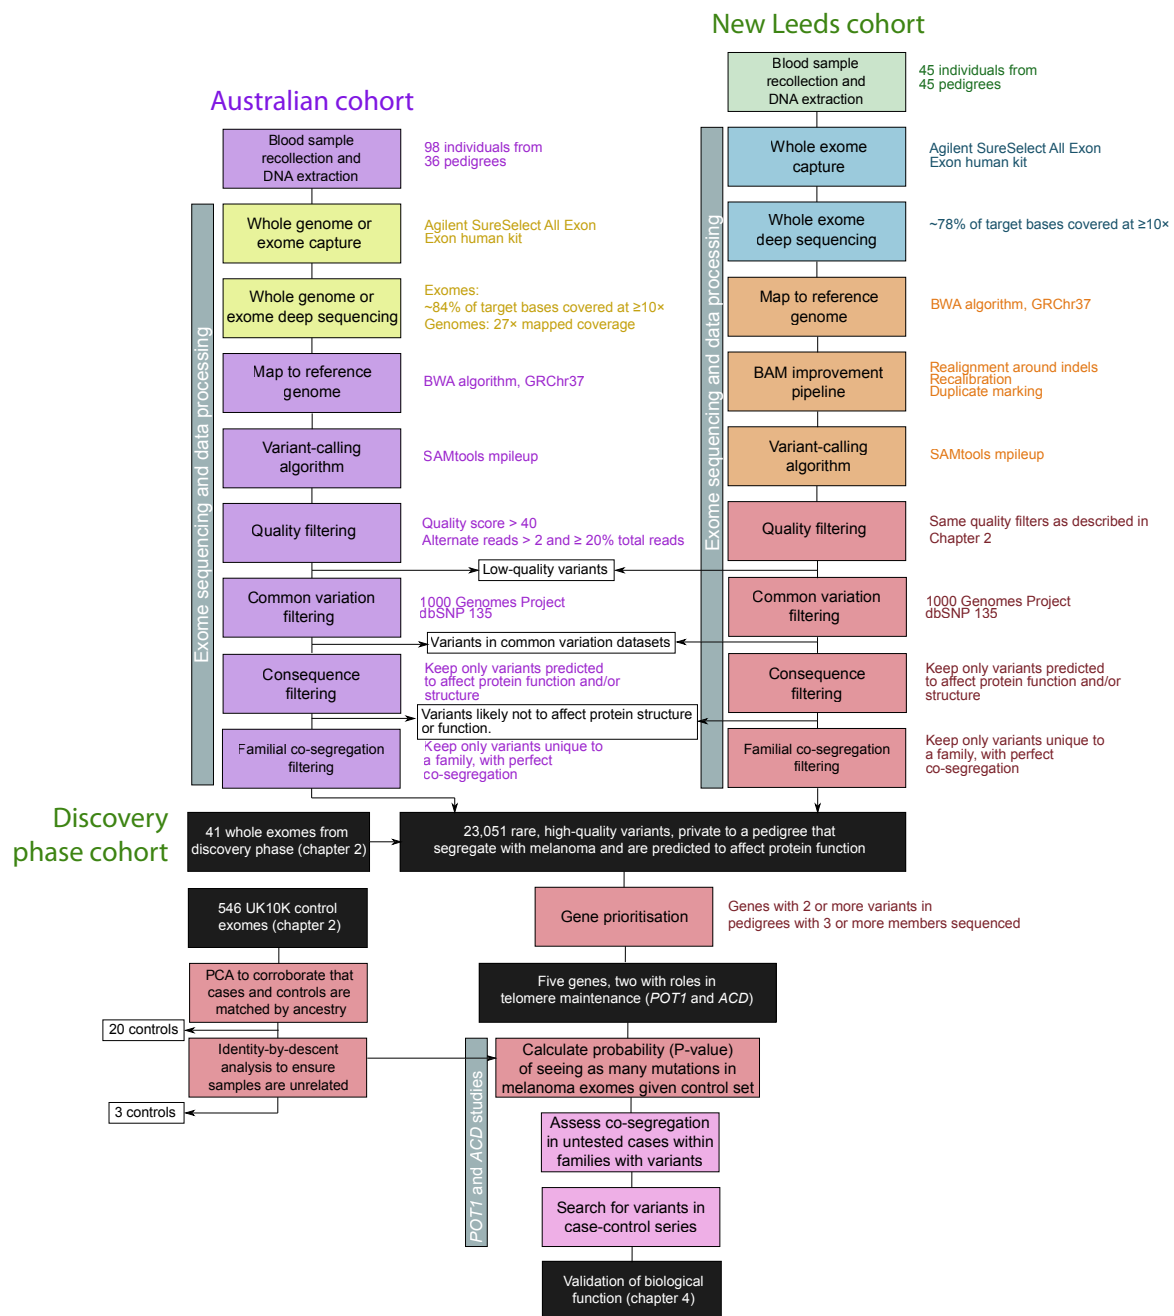 New Leeds cohort
Blood sample
recollection and
DNA extraction
45 individuals from
45 pedigrees
Whole exome
capture
Agilent SureSelect All Exon
Exon human kit
Whole exome
deep sequencing
~78% of target bases covered at ≥10×
Map to reference
genome
BWA algorithm, GRChr37
BAM improvement
pipeline
Realignment around indels
Recalibration
Duplicate marking
Variant-calling
algorithm
SAMtools mpileup
Quality filtering
Same quality filters as described in
Chapter 2
Common variation
filtering
1000 Genomes Project
dbSNP 135
Consequence
filtering
Keep only variants predicted
to affect protein function and/or
structure
Familial co-segregation
filtering
Keep only variants unique to
a family, with perfect
co-segregation
Exome sequencing and data processing
Australian cohort
Blood sample
recollection and
DNA extraction
98 individuals from
36 pedigrees
Whole genome or
exome capture
Agilent SureSelect All Exon
Exon human kit
Whole genome or
exome deep sequencing
Exomes:
~84% of target bases covered at ≥10×
Genomes: 27× mapped coverage
Map to reference
genome
BWA algorithm, GRChr37
Variant-calling
algorithm
SAMtools mpileup
Quality filtering
Quality score > 40
Alternate reads > 2 and ≥ 20% total reads
Low-quality variants
Common variation
filtering
1000 Genomes Project
dbSNP 135
Variants in common variation datasets
Consequence
filtering
Keep only variants predicted
to affect protein function and/or
structure
Variants likely not to affect protein structure
or function.
Familial co-segregation
filtering
Keep only variants unique to
a family, with perfect
co-segregation
Exome sequencing and data processing
Discovery
phase cohort
41 whole exomes from
discovery phase (chapter 2)
23,051 rare, high-quality variants, private to a pedigree that
segregate with melanoma and are predicted to affect protein function
546 UK10K control
exomes (chapter 2)
Gene prioritisation
Genes with 2 or more variants in
pedigrees with 3 or more members sequenced
PCA to corroborate that
cases and controls are
matched by ancestry
Five genes, two with roles in
telomere maintenance (POT1 and ACD)
20 controls
Identity-by-descent
analysis to ensure
samples are unrelated
3 controls
Calculate probability (P-value)
of seeing as many mutations in
melanoma exomes given control set
Assess co-segregation
in untested cases within
families with variants
Search for variants in
case-control series
POT1 and ACD studies
Validation of biological
function (chapter 4)